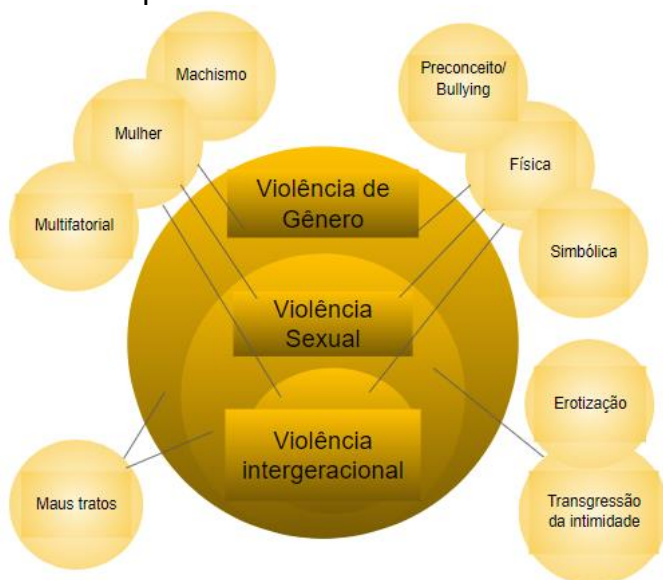 Machismo
Mulher
Multifatorial
Preconceito/
Bullying
Física
Simbólica
Violência de
Gênero
Violência
Sexual
Violência
intergeracional
Maus tratos
Erotização
Transgressão
da intimidade